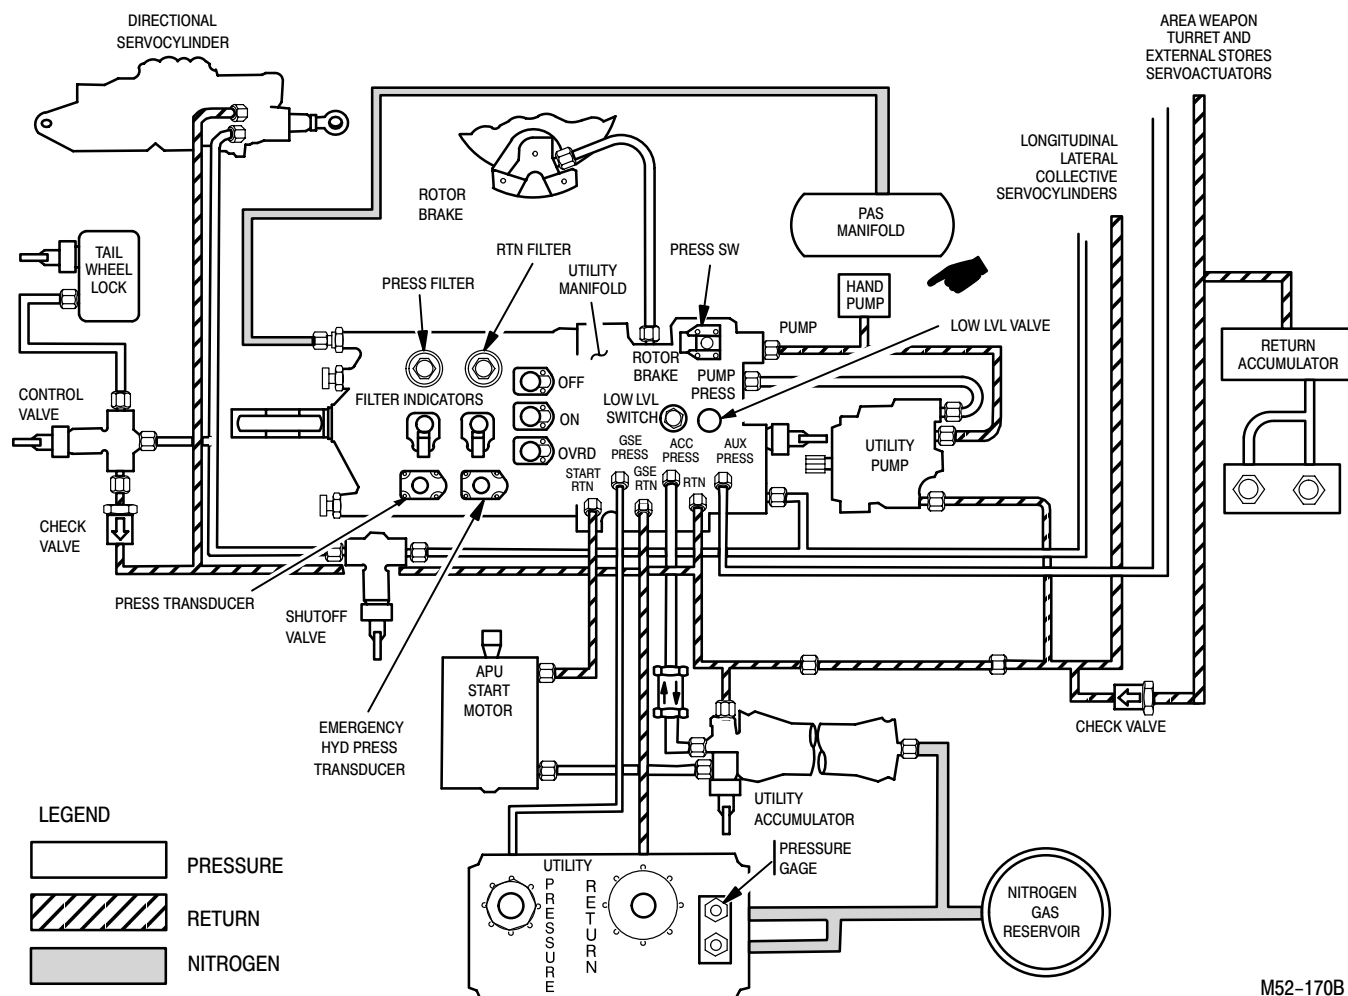 DIRECTIONAL
SERVOCYLINDER
AREA WEAPON
TURRET AND
EXTERNAL STORES
SERVOACTUATORS
LONGITUDINAL
LATERAL
COLLECTIVE
SERVOCYLINDERS
ROTOR
BRAKE
PAS
MANIFOLD
TAIL
WHEEL
LOCK
RTN FILTER
PRESS SW
UTILITY
MANIFOLD
PRESS FILTER
HAND
PUMP
PUMP
LOW LVL VALVE
RETURN
ACCUMULATOR
ROTOR
BRAKE
PUMP
PRESS
CONTROL
VALVE
FILTER INDICATORS
OFF
ON
OVRD
LOW LVL
SWITCH
GSE
PRESS
ACC
PRESS
AUX
PRESS
START
RTN
GSE
RTN
RTN
UTILITY
PUMP
CHECK
VALVE
PRESS TRANSDUCER
SHUTOFF
VALVE
APU
START
MOTOR
EMERGENCY
HYD PRESS
TRANSDUCER
CHECK VALVE
UTILITY
ACCUMULATOR
PRESSURE
GAGE
UTILITY
PRESSURE
RETURN
NITROGEN
GAS
RESERVOIR
LEGEND
PRESSURE
RETURN
NITROGEN
M52-170B